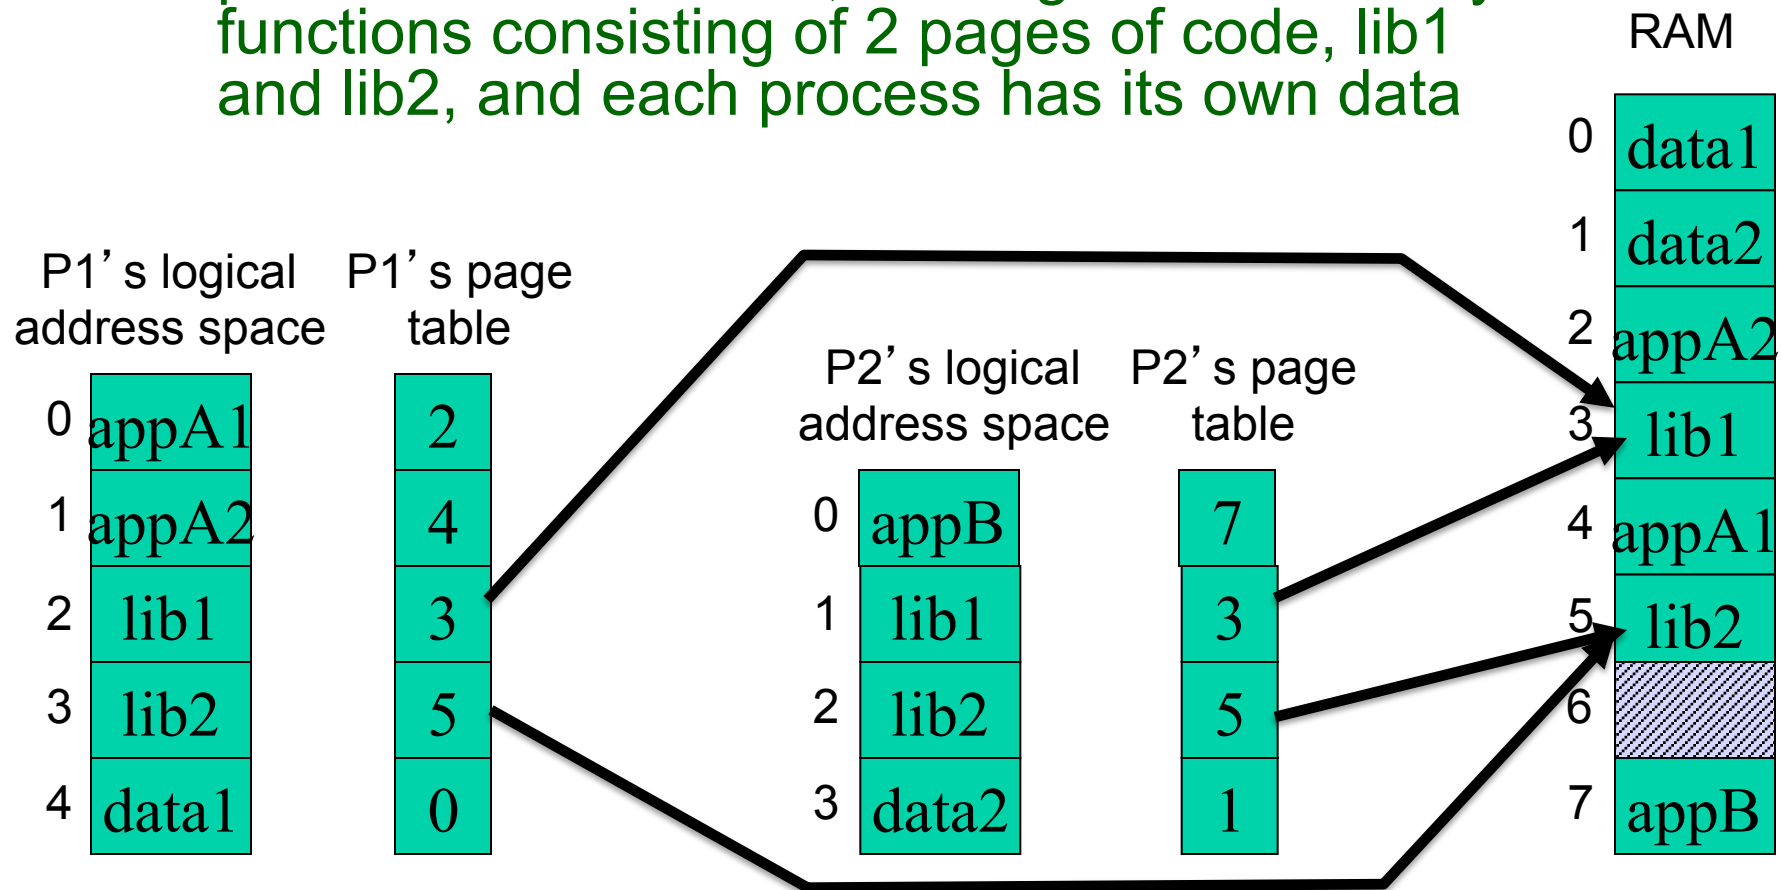 functions consisting of 2 pages of code, lib1
and lib2, and each process has its own data
RAM
P1's logical
address space
P1's page
table
0 appA1 2
1 appA2 4
2 lib1 3
3 lib2 5
4 data1 0
P2's logical
address space
P2's page
table
0 appB 7
1 lib1 3
2 lib2 5
3 data2 1
0 data1
1 data2
2 appA2
3 lib1
4 appA1
5 lib2
6
7 appB